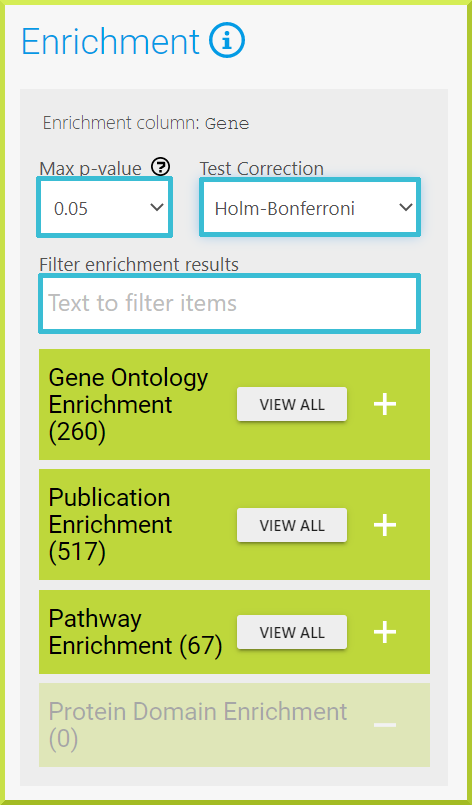 Enrichment
Enrichment column: Gene
Max p-value Test Correction
0.05 Holm-Bonferroni
Filter enrichment results
Text to filter items
Gene Ontology
Enrichment
(260)
VIEW ALL
Publication
Enrichment
(517)
VIEW ALL
Pathway
Enrichment (67)
VIEW ALL
Protein Domain Enrichment
(0)